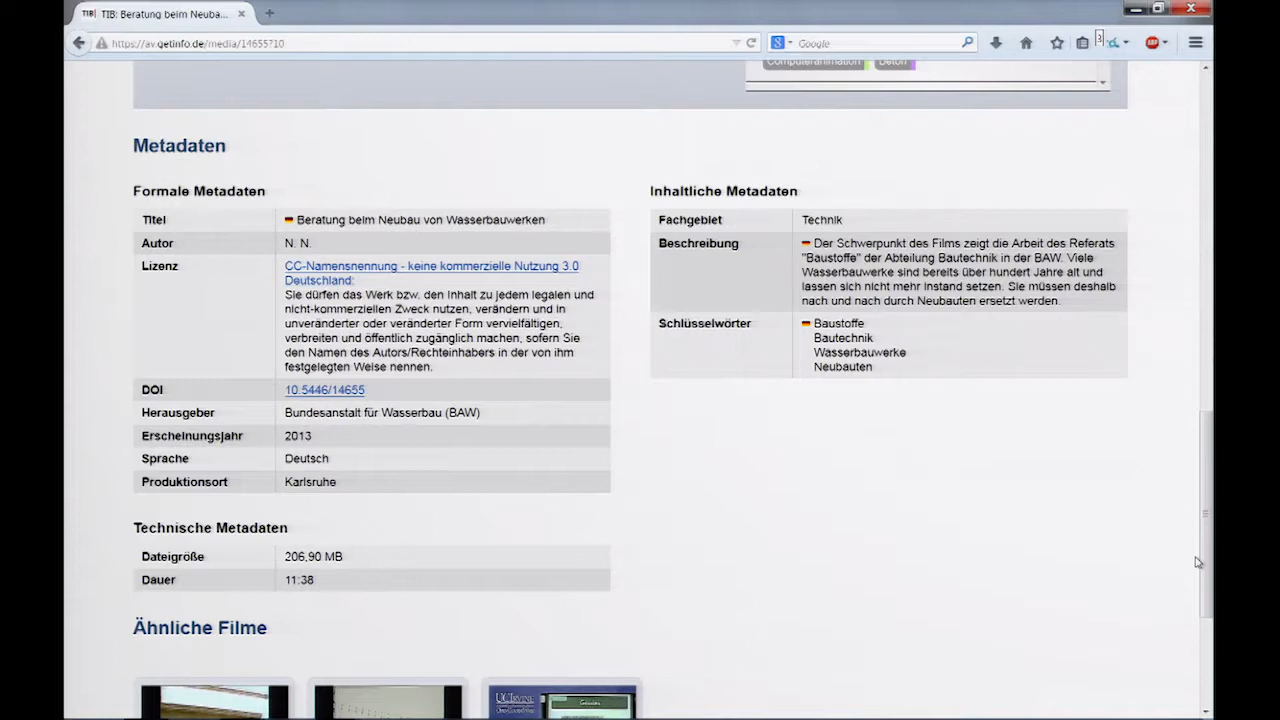 TIB| TIB: Beratung beim Neuba...
https://av.getinfo.de/media/14655?10
Google
3
Computeranimation
Beton
Metadaten
Formale Metadaten
Titel
Beratung beim Neubau von Wasserbauwerken
Autor
N. N.
Lizenz
CC-Namensnennung - keine kommerzielle Nutzung 3.0
Deutschland:
Sie dürfen das Werk bzw. den Inhalt zu jedem legalen und
nicht-kommerziellen Zweck nutzen, verändern und in
unveränderter oder veränderter Form vervielfältigen,
verbreiten und öffentlich zugänglich machen, sofern Sie
den Namen des Autors/Rechteinhabers in der von ihm
festgelegten Weise nennen.
DOI
10.5446/14655
Herausgeber
Bundesanstalt für Wasserbau (BAW)
Erscheinungsjahr
2013
Sprache
Deutsch
Produktionsort
Karlsruhe
Technische Metadaten
Dateigröße
206,90 MB
Dauer
11:38
Inhaltliche Metadaten
Fachgebiet
Technik
Beschreibung
Der Schwerpunkt des Films zeigt die Arbeit des Referats
"Baustoffe" der Abteilung Bautechnik in der BAW. Viele
Wasserbauwerke sind bereits über hundert Jahre alt und
lassen sich nicht mehr instand setzen. Sie müssen deshalb
nach und nach durch Neubauten ersetzt werden.
Schlüsselwörter
Baustoffe
Bautechnik
Wasserbauwerke
Neubauten
Ähnliche Filme
UCIRVINE